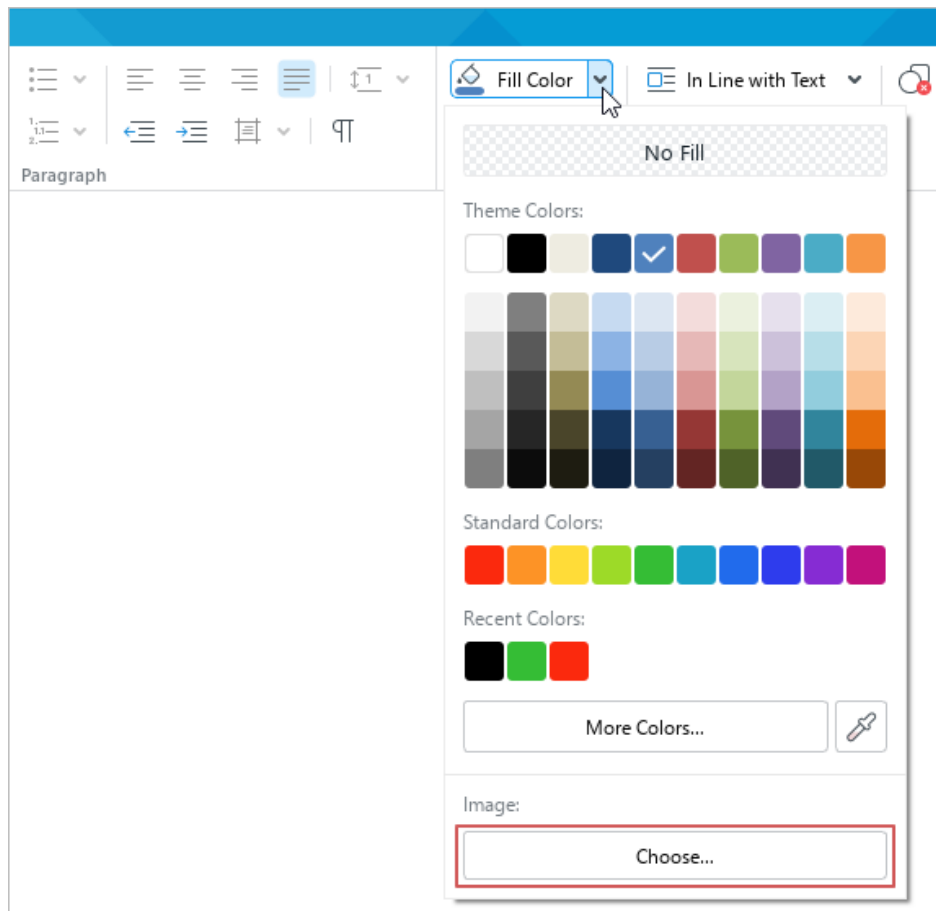 Fill Color
In Line with Text
Paragraph
No Fill
Theme Colors:
Standard Colors:
Recent Colors:
More Colors...
Image:
Choose...